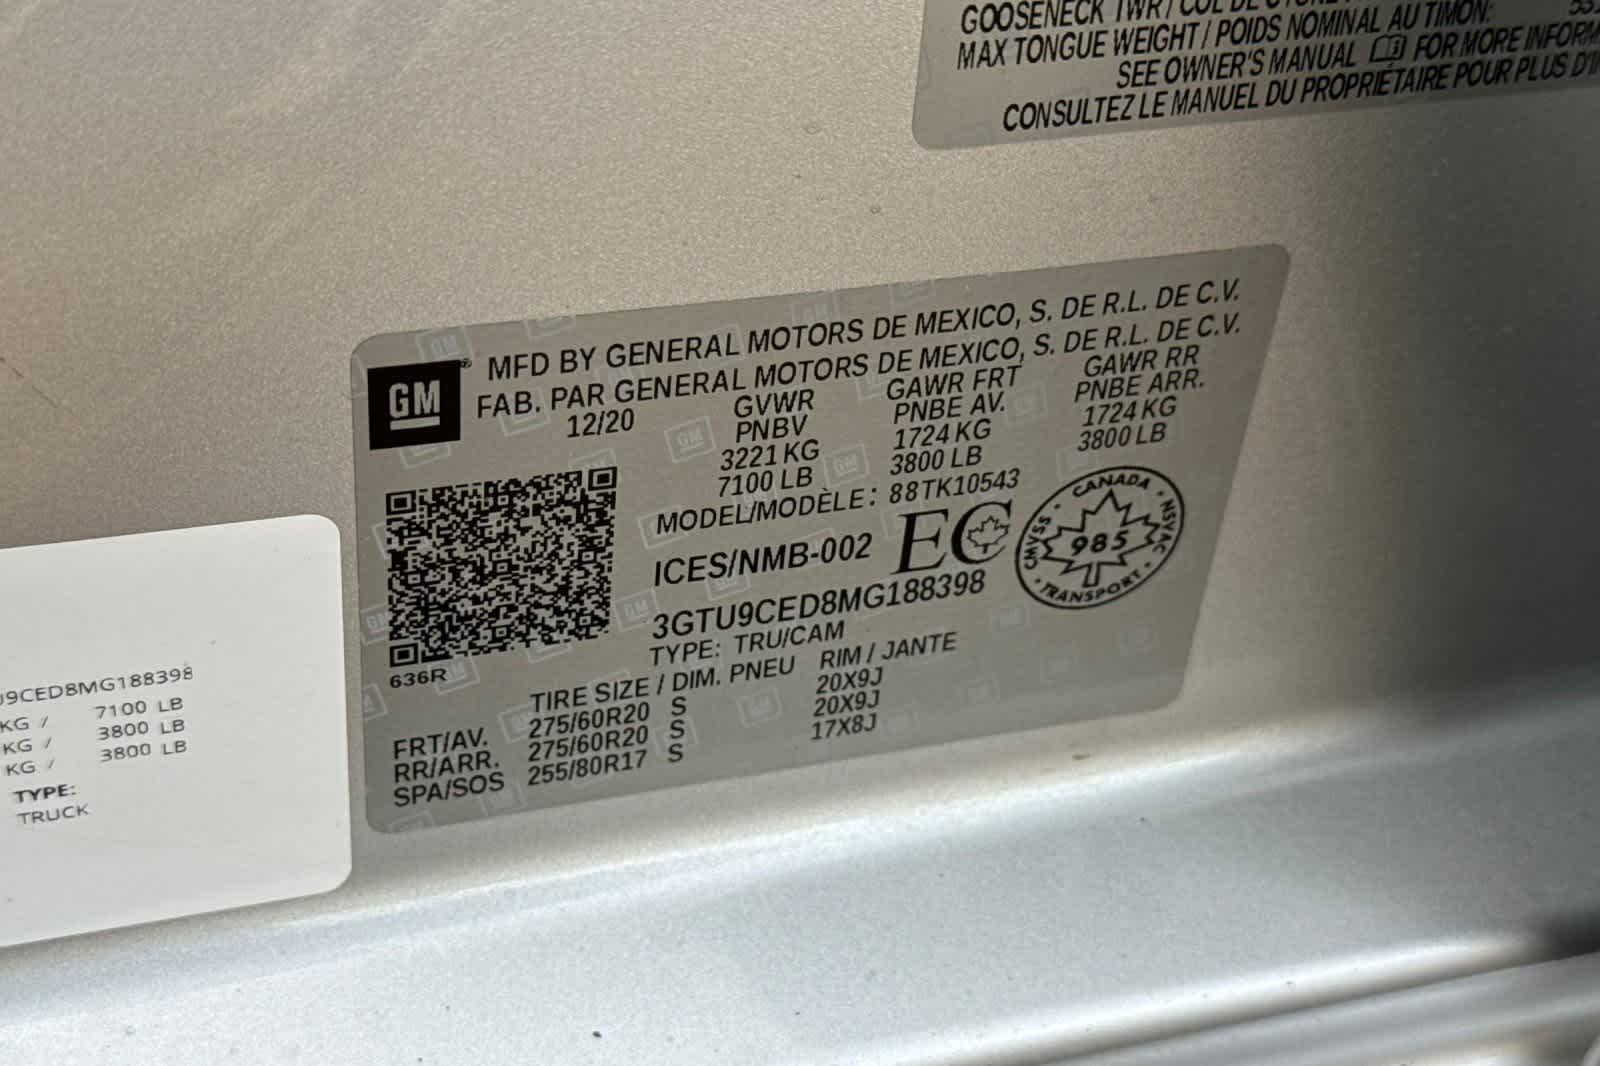 GOOSENECK TWR / COL DE
MAX TONGUE WEIGHT / POIDS NOMINAL AU TIMON:
SEE OWNER'S MANUAL FOR MORE INFORM
CONSULTEZ LE MANUEL DU PROPRIÉTAIRE POUR PLUS D'I
GM
MFD BY GENERAL MOTORS DE MEXICO, S. DE R.L. DE C.V.
FAB. PAR GENERAL MOTORS DE MEXICO, S. DE R.L. DE C.V.
12/20 GVWR GAWR FRT GAWR RR
PNBV PNBE AV. PNBE ARR.
3221 KG 1724 KG 1724 KG
7100 LB 3800 LB 3800 LB
MODEL/MODÈLE: 88TK10543
ICES/NMB-002 EC
CANADA · NSVAC · TRANSPORT · CMVSS
985
3GTU9CED8MG188398
TYPE: TRU/CAM
636R
TIRE SIZE / DIM. PNEU RIM / JANTE
FRT/AV. 275/60R20 S 20X9J
RR/ARR. 275/60R20 S 20X9J
SPA/SOS 255/80R17 S 17X8J
U9CED8MG188398
KG / 7100 LB
KG / 3800 LB
KG / 3800 LB
TYPE:
TRUCK